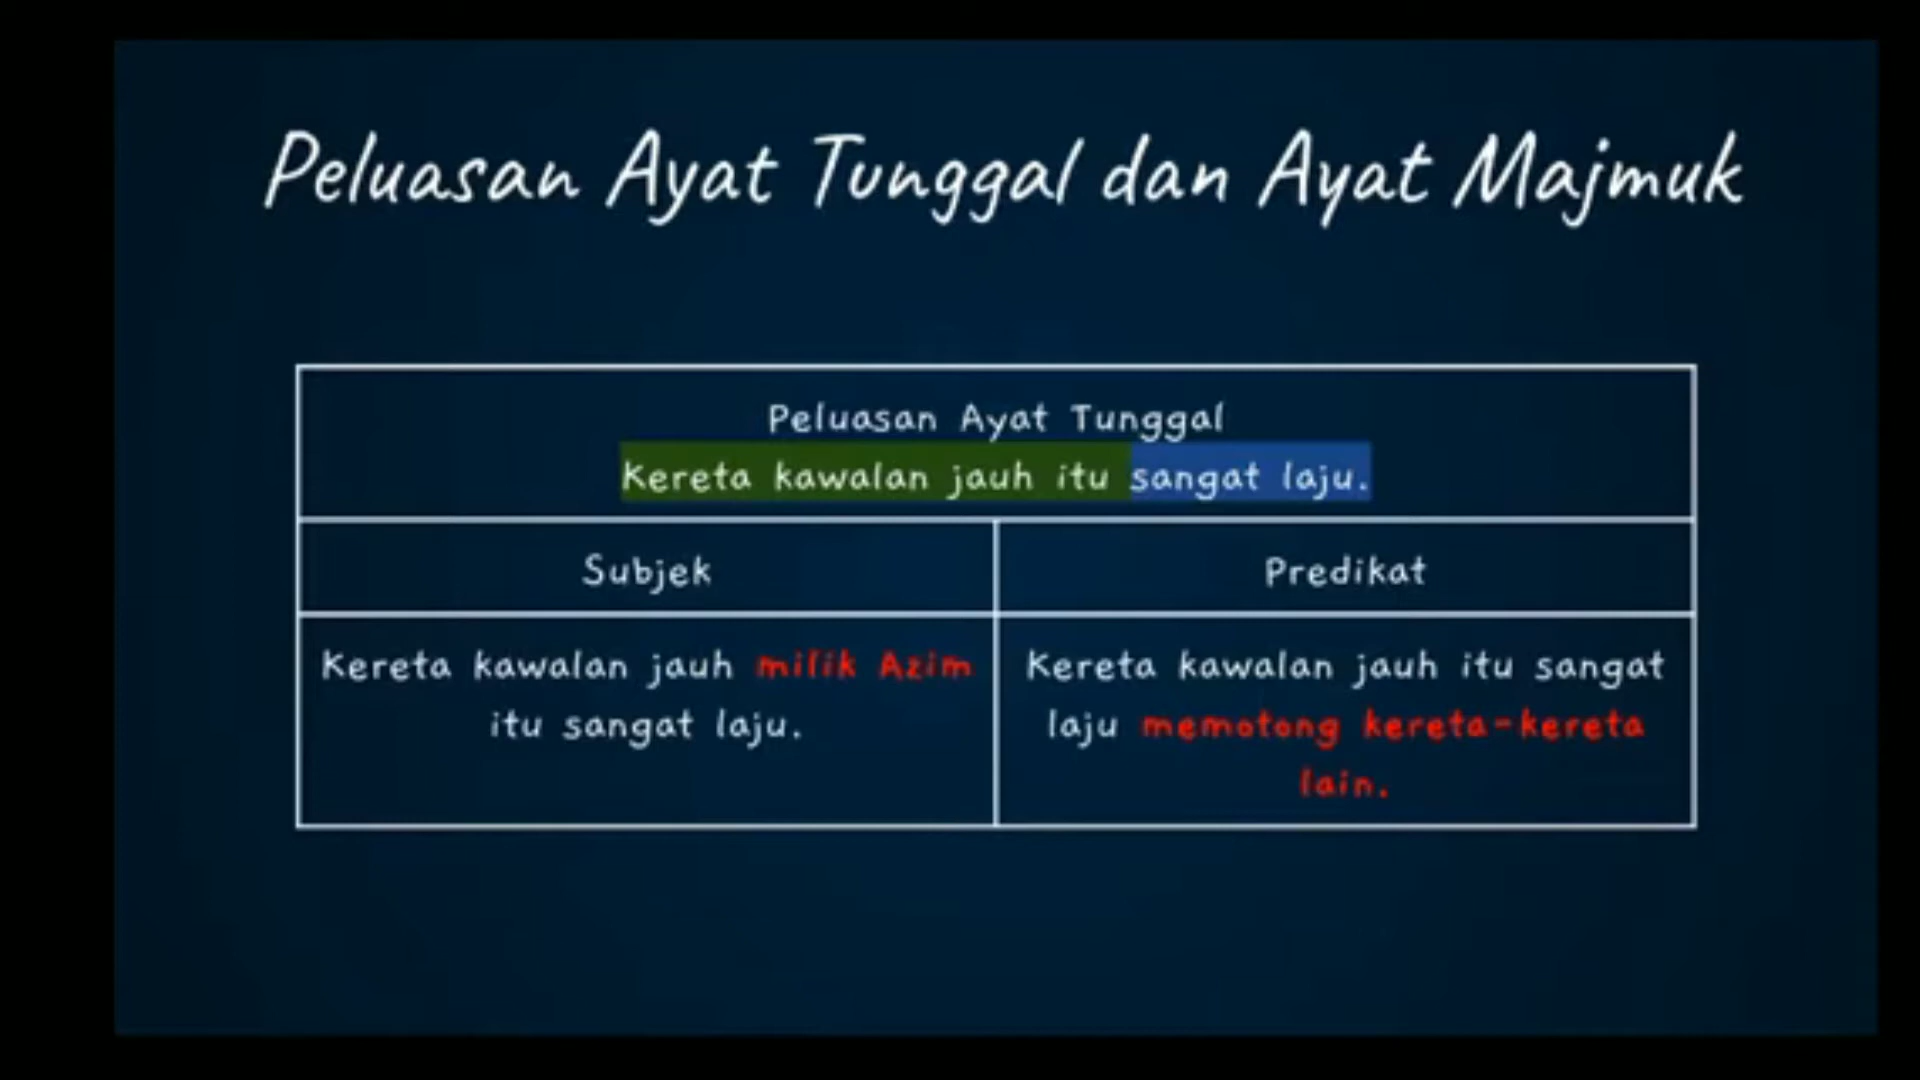 Peluasan Ayat Tunggal dan Ayat Majmuk
Peluasan Ayat Tunggal
Kereta kawalan jauh itu sangat laju.
Subjek
Predikat
Kereta kawalan jauh milik Azim
itu sangat laju.
Kereta kawalan jauh itu sangat
laju memotong kereta-kereta
lain.